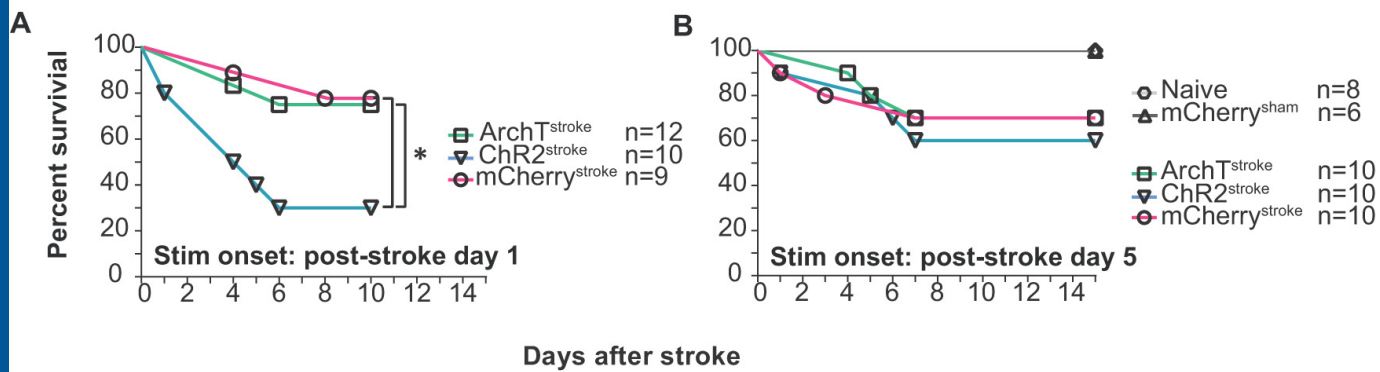 A
Percent survivial
100
80
60
40
20
0
0 2 4 6 8 10 12 14
Stim onset: post-stroke day 1
*
ArchTstroke n=12
ChR2stroke n=10
mCherrystroke n=9
B
100
80
60
40
20
0
0 2 4 6 8 10 12 14
Stim onset: post-stroke day 5
Naive n=8
mCherrysham n=6
ArchTstroke n=10
ChR2stroke n=10
mCherrystroke n=10
Days after stroke